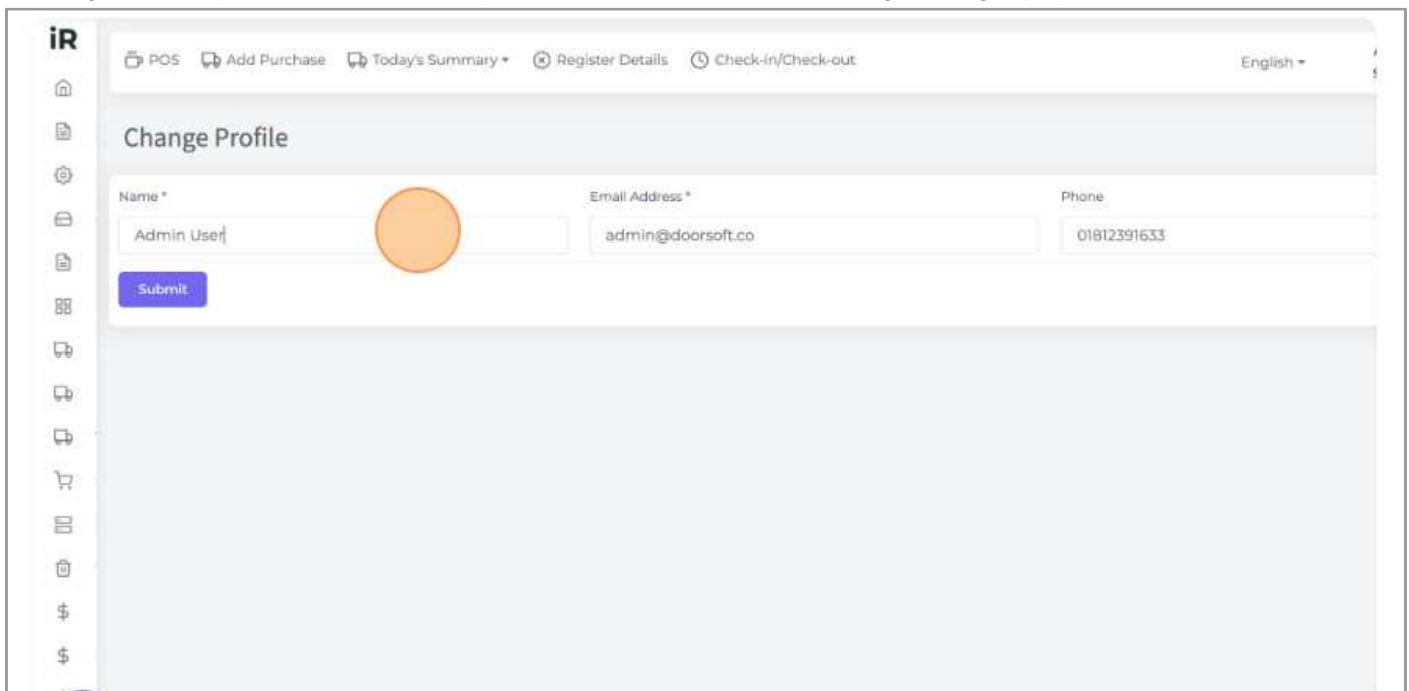 iR
POS Add Purchase Today's Summary Register Details Check-in/Check-out English
Change Profile
Name * Email Address * Phone
Admin User admin@doorsoft.co 01812391633
Submit